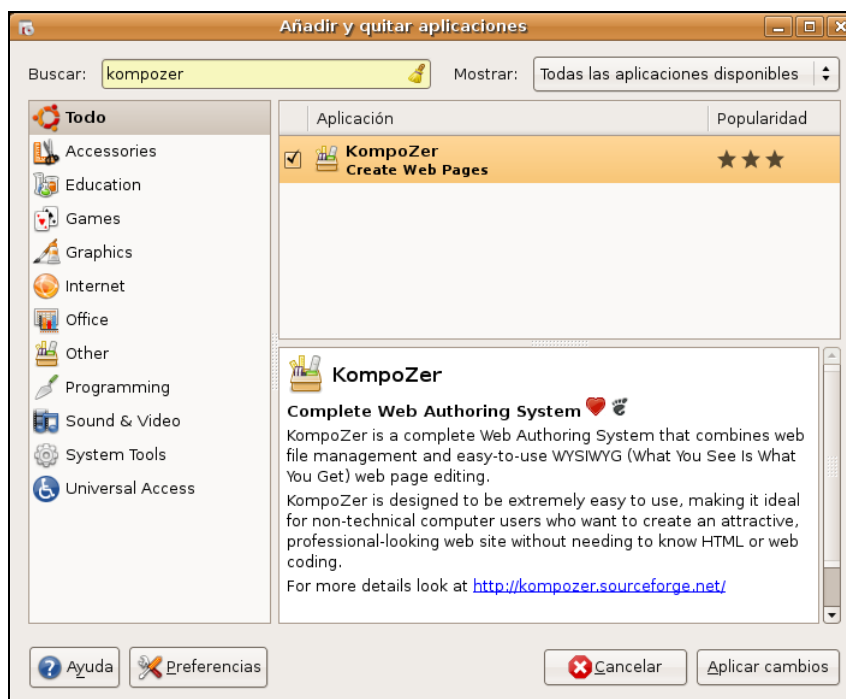 Añadir y quitar aplicaciones
Buscar: kompozer Mostrar: Todas las aplicaciones disponibles
Todo
Accessories
Education
Games
Graphics
Internet
Office
Other
Programming
Sound & Video
System Tools
Universal Access
Aplicación Popularidad
KompoZer
Create Web Pages
KompoZer
Complete Web Authoring System
KompoZer is a complete Web Authoring System that combines web
file management and easy-to-use WYSIWYG (What You See Is What
You Get) web page editing.
KompoZer is designed to be extremely easy to use, making it ideal
for non-technical computer users who want to create an attractive,
professional-looking web site without needing to know HTML or web
coding.
For more details look at http://kompozer.sourceforge.net/
Ayuda Preferencias Cancelar Aplicar cambios